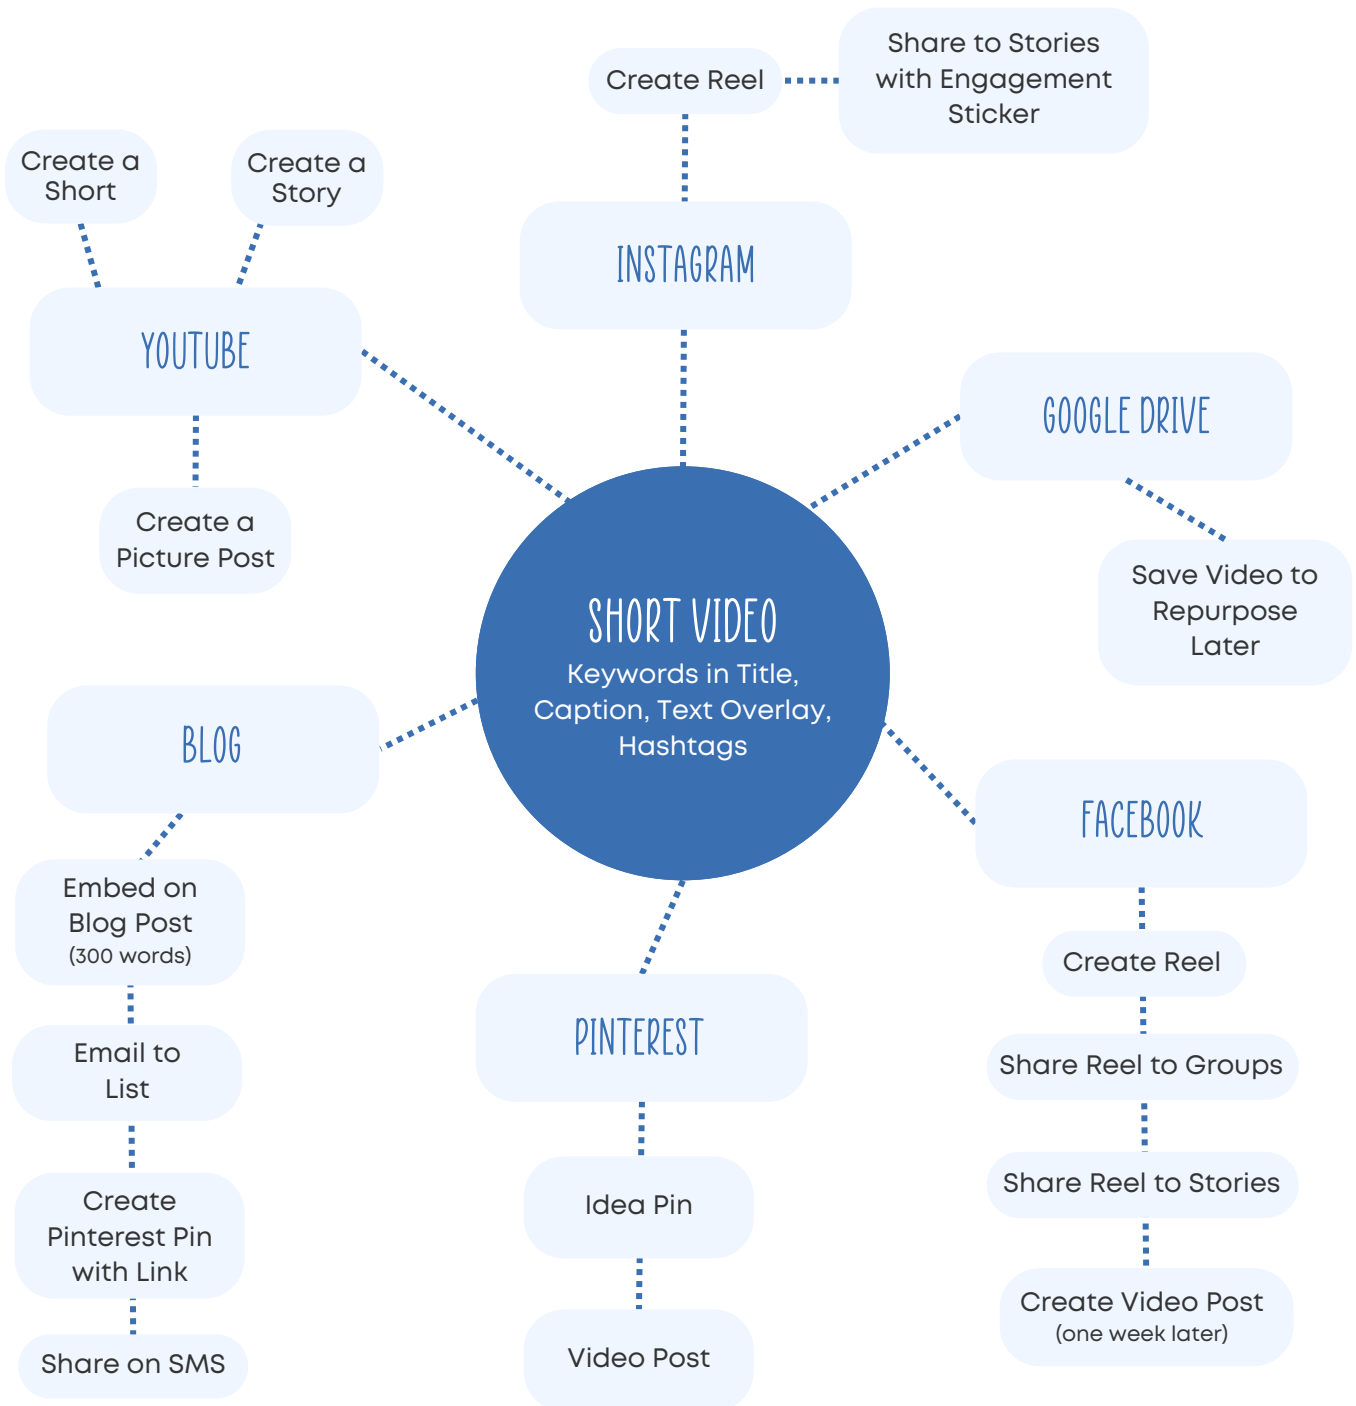 Create Reel
Share to Stories
with Engagement
Sticker
Create a
Short
Create a
Story
INSTAGRAM
YOUTUBE
GOOGLE DRIVE
Create a
Picture Post
Save Video to
Repurpose
Later
SHORT VIDEO
Keywords in Title,
Caption, Text Overlay,
Hashtags
BLOG
FACEBOOK
Embed on
Blog Post
(300 words)
Email to
List
Create
Pinterest Pin
with Link
Share on SMS
PINTEREST
Idea Pin
Video Post
Create Reel
Share Reel to Groups
Share Reel to Stories
Create Video Post
(one week later)